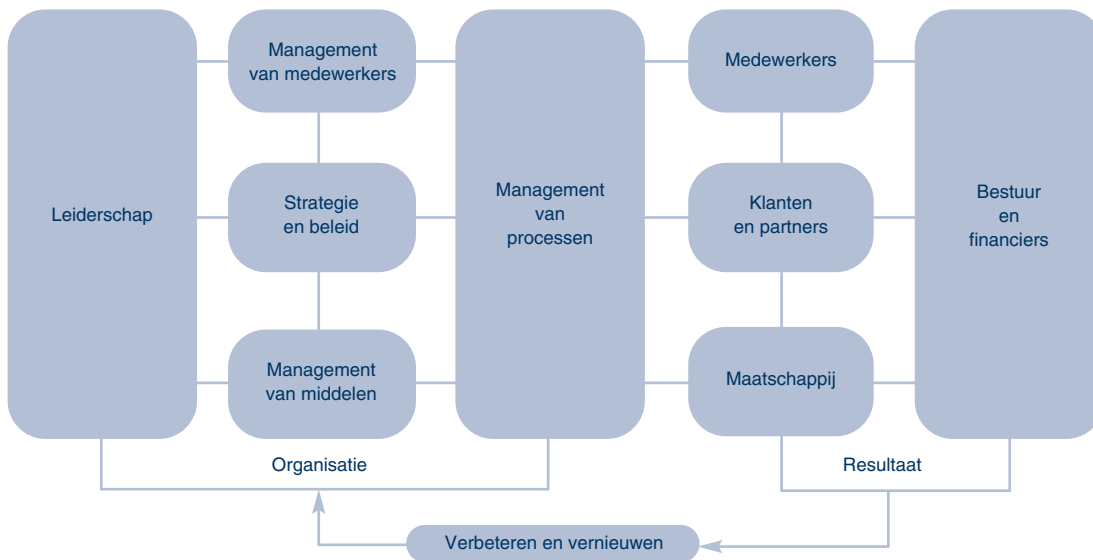 Leiderschap
Management
van medewerkers
Strategie
en beleid
Management
van middelen
Management
van
processen
Medewerkers
Klanten
en partners
Maatschappij
Bestuur
en
financiers
Organisatie
Resultaat
Verbeteren en vernieuwen